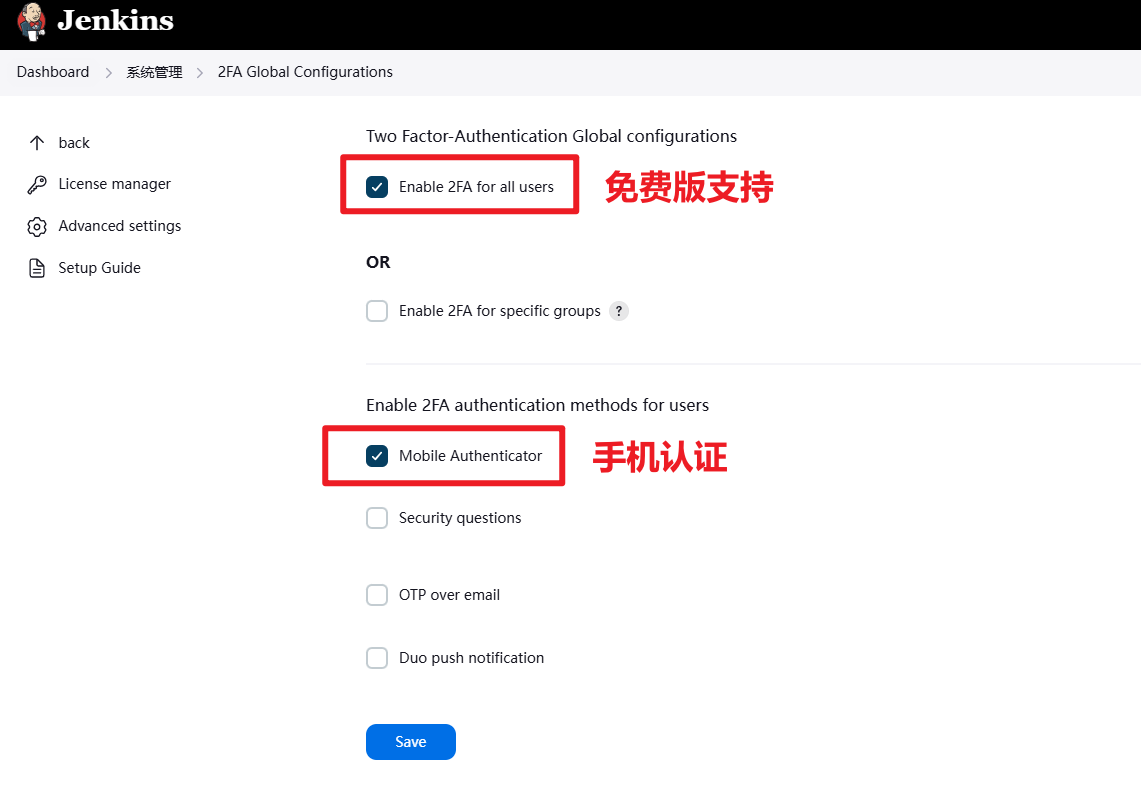 Jenkins
Dashboard > 系统管理 > 2FA Global Configurations
back
License manager
Advanced settings
Setup Guide
Two Factor-Authentication Global configurations
Enable 2FA for all users 免费版支持
OR
Enable 2FA for specific groups ?
Enable 2FA authentication methods for users
Mobile Authenticator 手机认证
Security questions
OTP over email
Duo push notification
Save